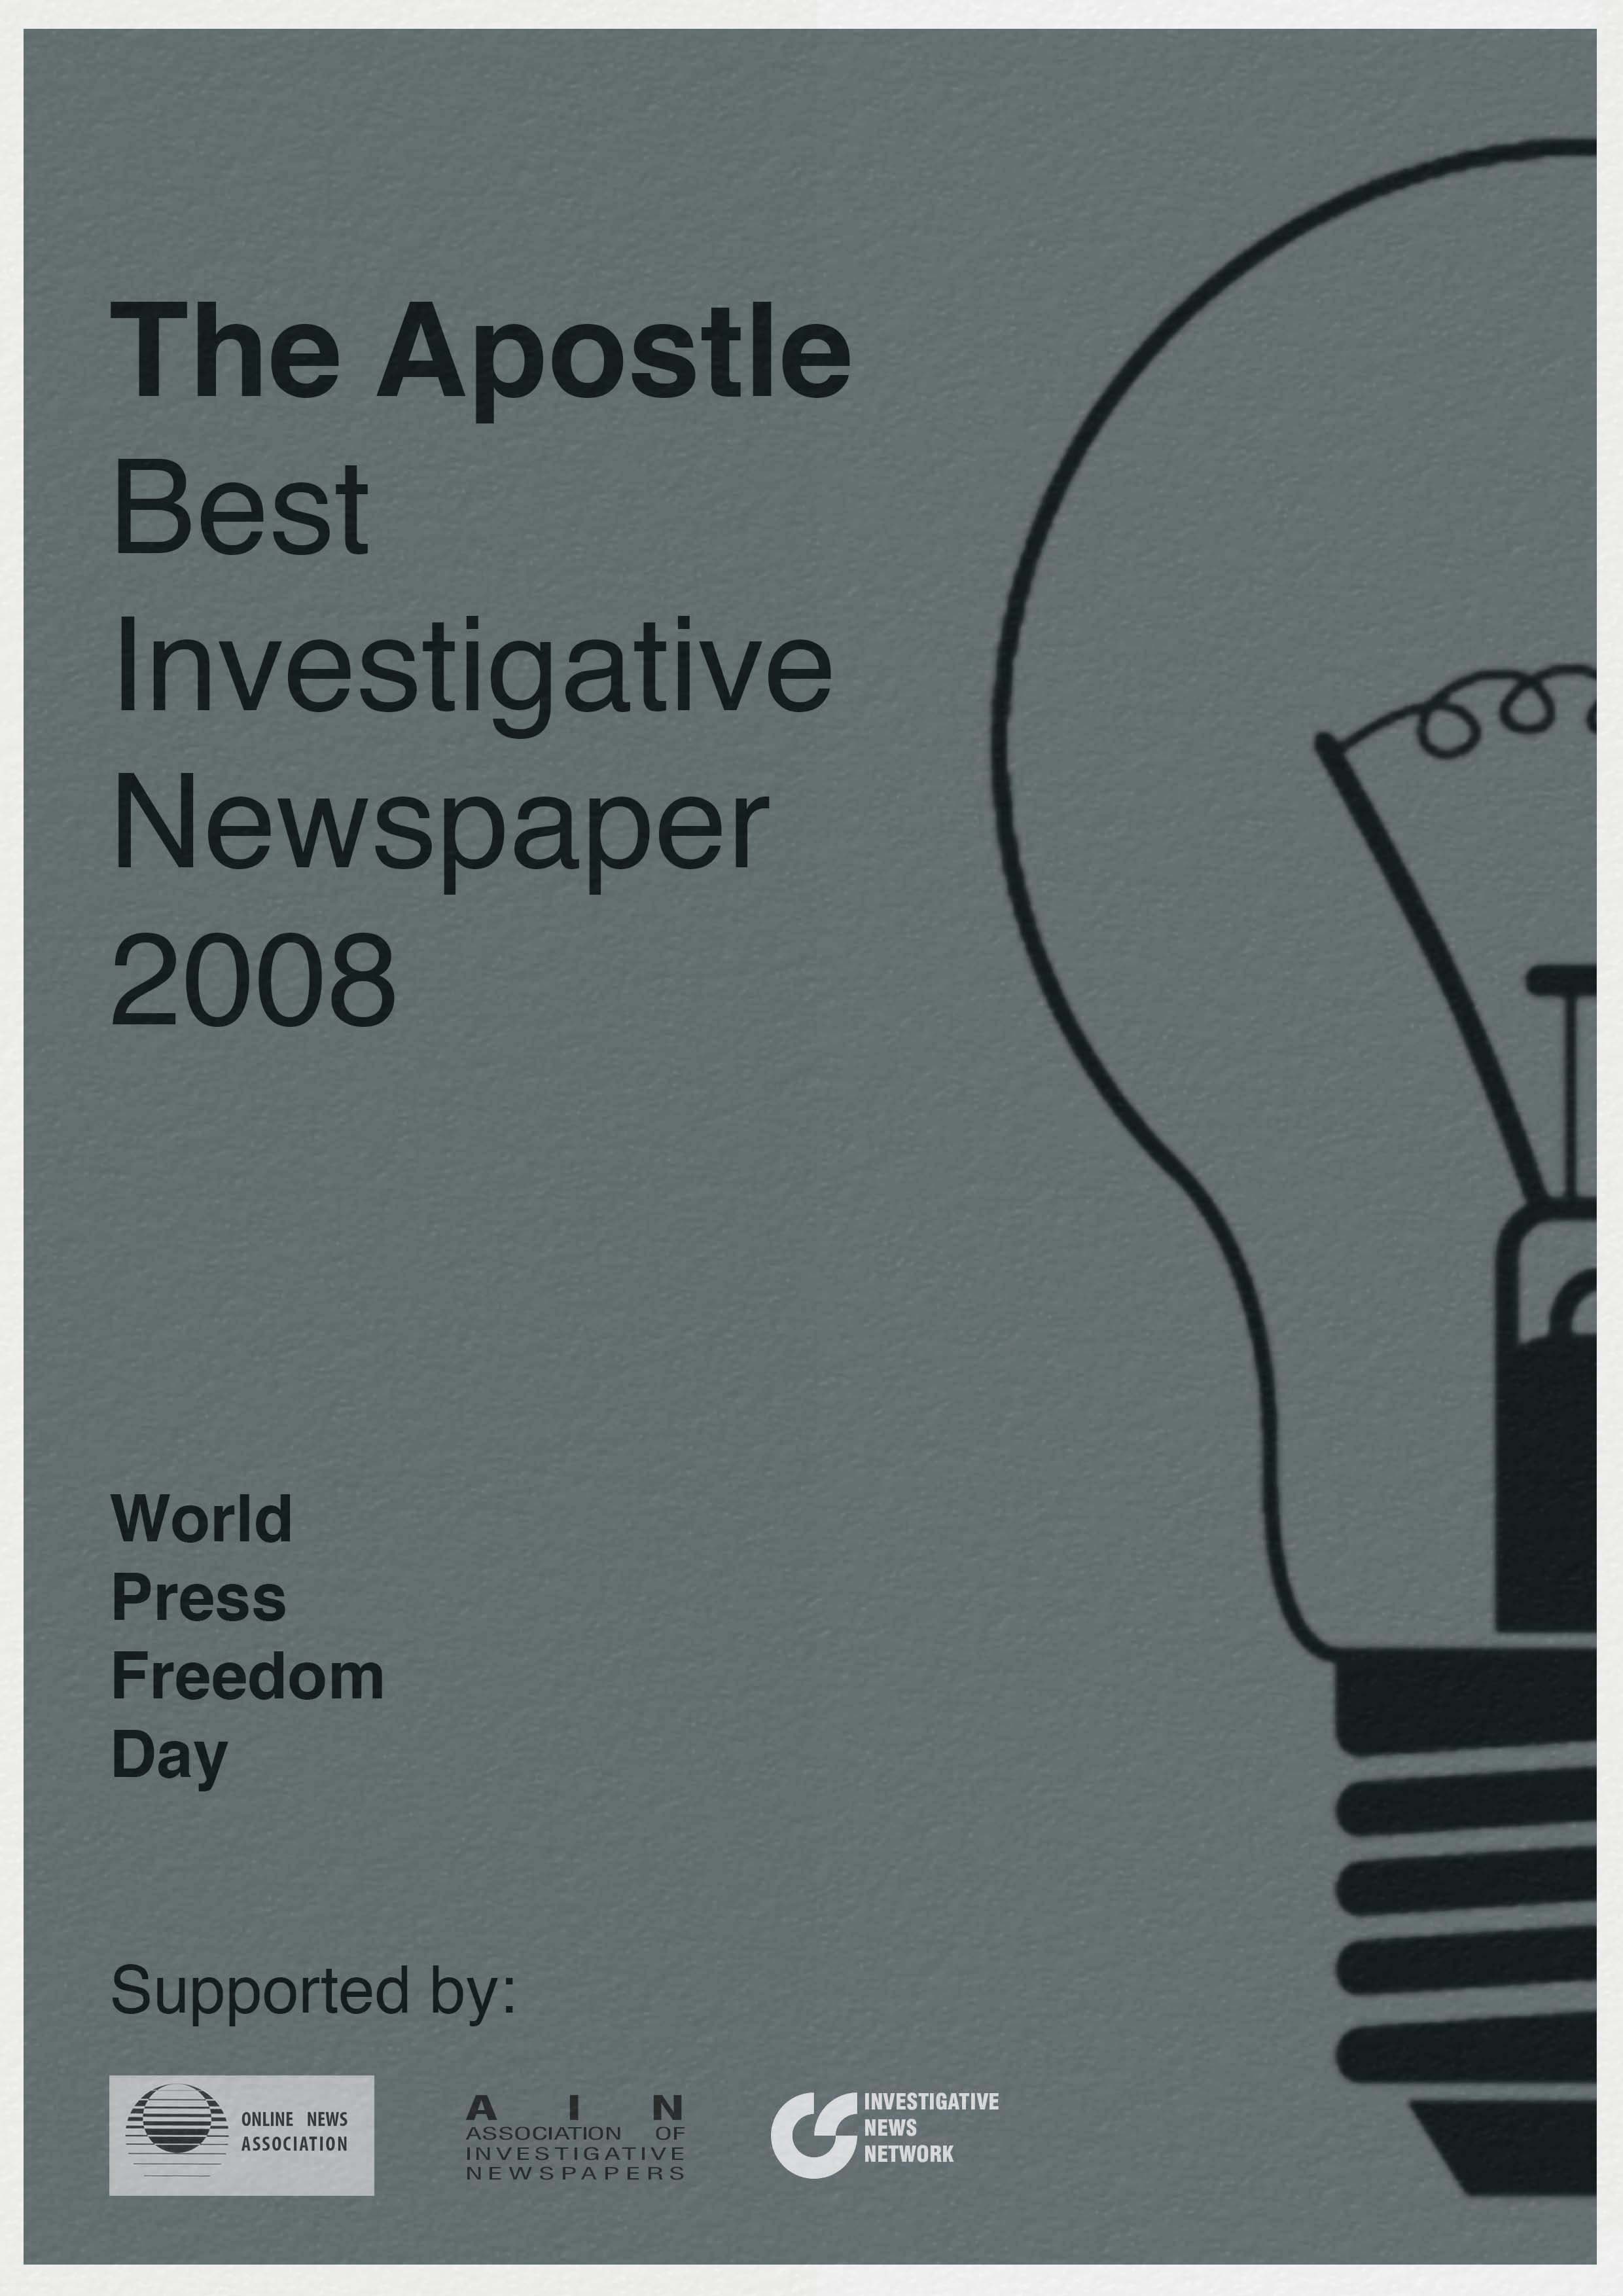 The Apostle
Best
Investigative
Newspaper
2008
World
Press
Freedom
Day
Supported by:
ONLINE NEWS
ASSOCIATION
A I N
ASSOCIATION OF
INVESTIGATIVE
NEWSPAPERS
INVESTIGATIVE
NEWS
NETWORK